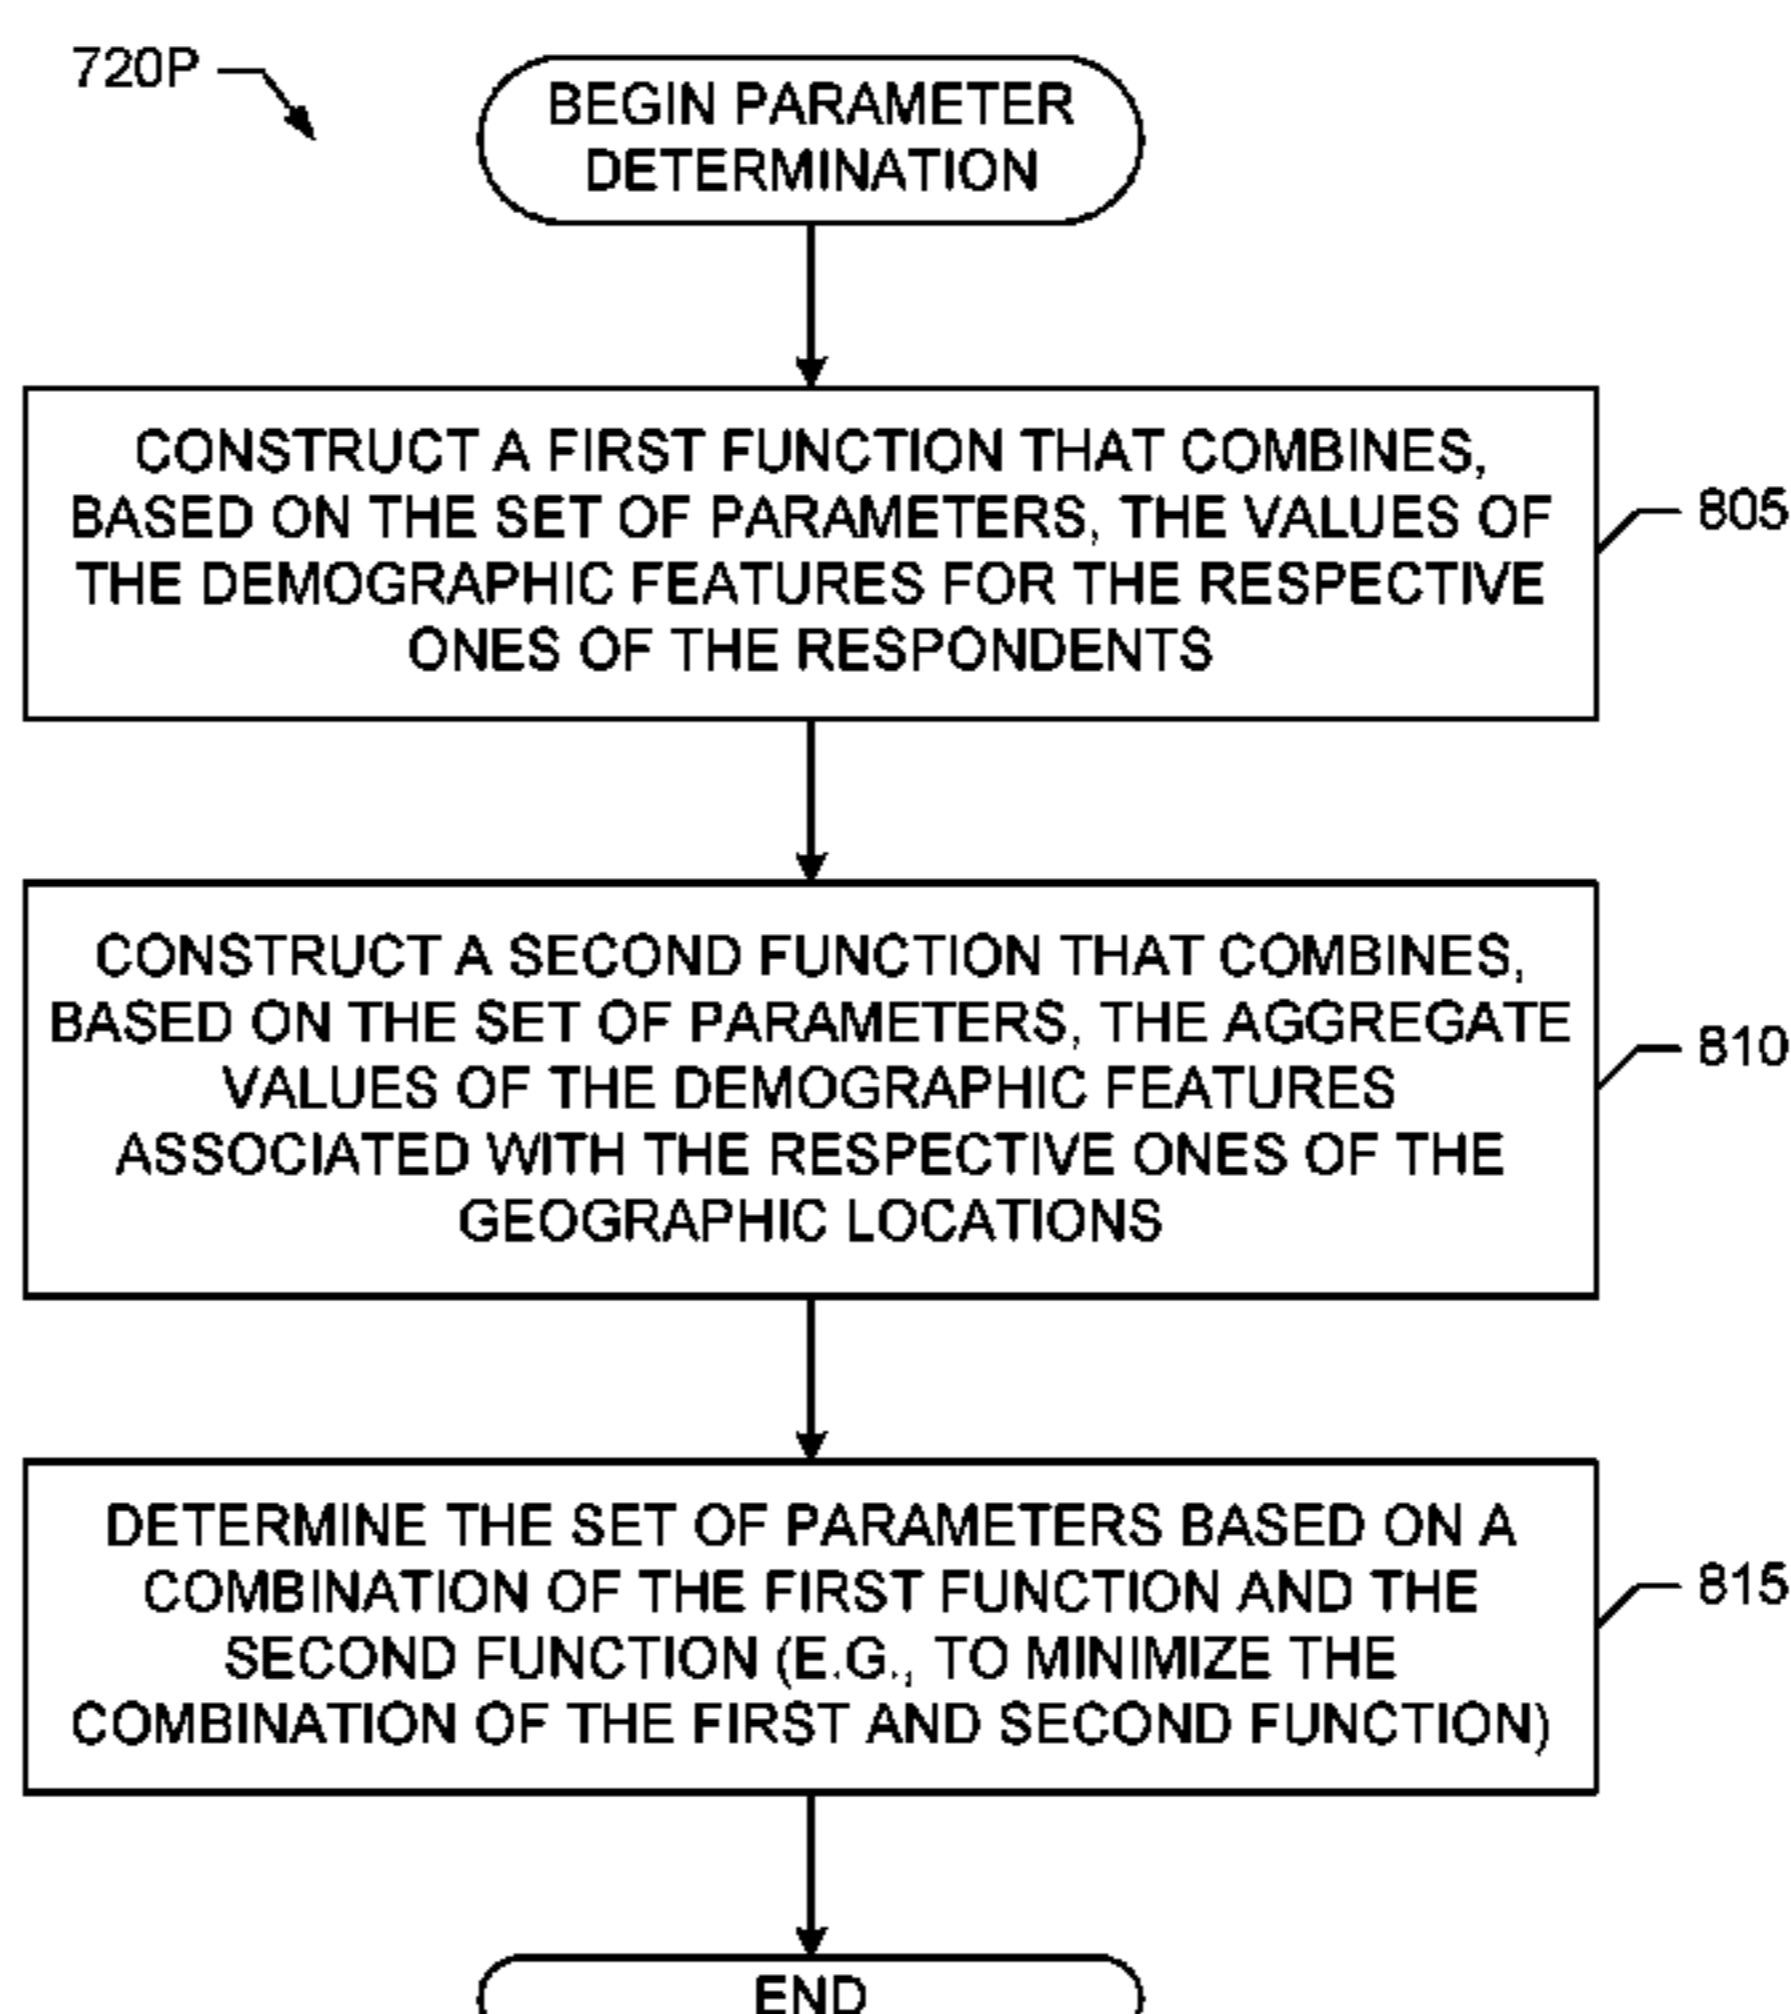 720P
BEGIN PARAMETER
DETERMINATION
CONSTRUCT A FIRST FUNCTION THAT COMBINES,
BASED ON THE SET OF PARAMETERS, THE VALUES OF
THE DEMOGRAPHIC FEATURES FOR THE RESPECTIVE
ONES OF THE RESPONDENTS
805
CONSTRUCT A SECOND FUNCTION THAT COMBINES,
BASED ON THE SET OF PARAMETERS, THE AGGREGATE
VALUES OF THE DEMOGRAPHIC FEATURES
ASSOCIATED WITH THE RESPECTIVE ONES OF THE
GEOGRAPHIC LOCATIONS
810
DETERMINE THE SET OF PARAMETERS BASED ON A
COMBINATION OF THE FIRST FUNCTION AND THE
SECOND FUNCTION (E.G., TO MINIMIZE THE
COMBINATION OF THE FIRST AND SECOND FUNCTION)
815
END